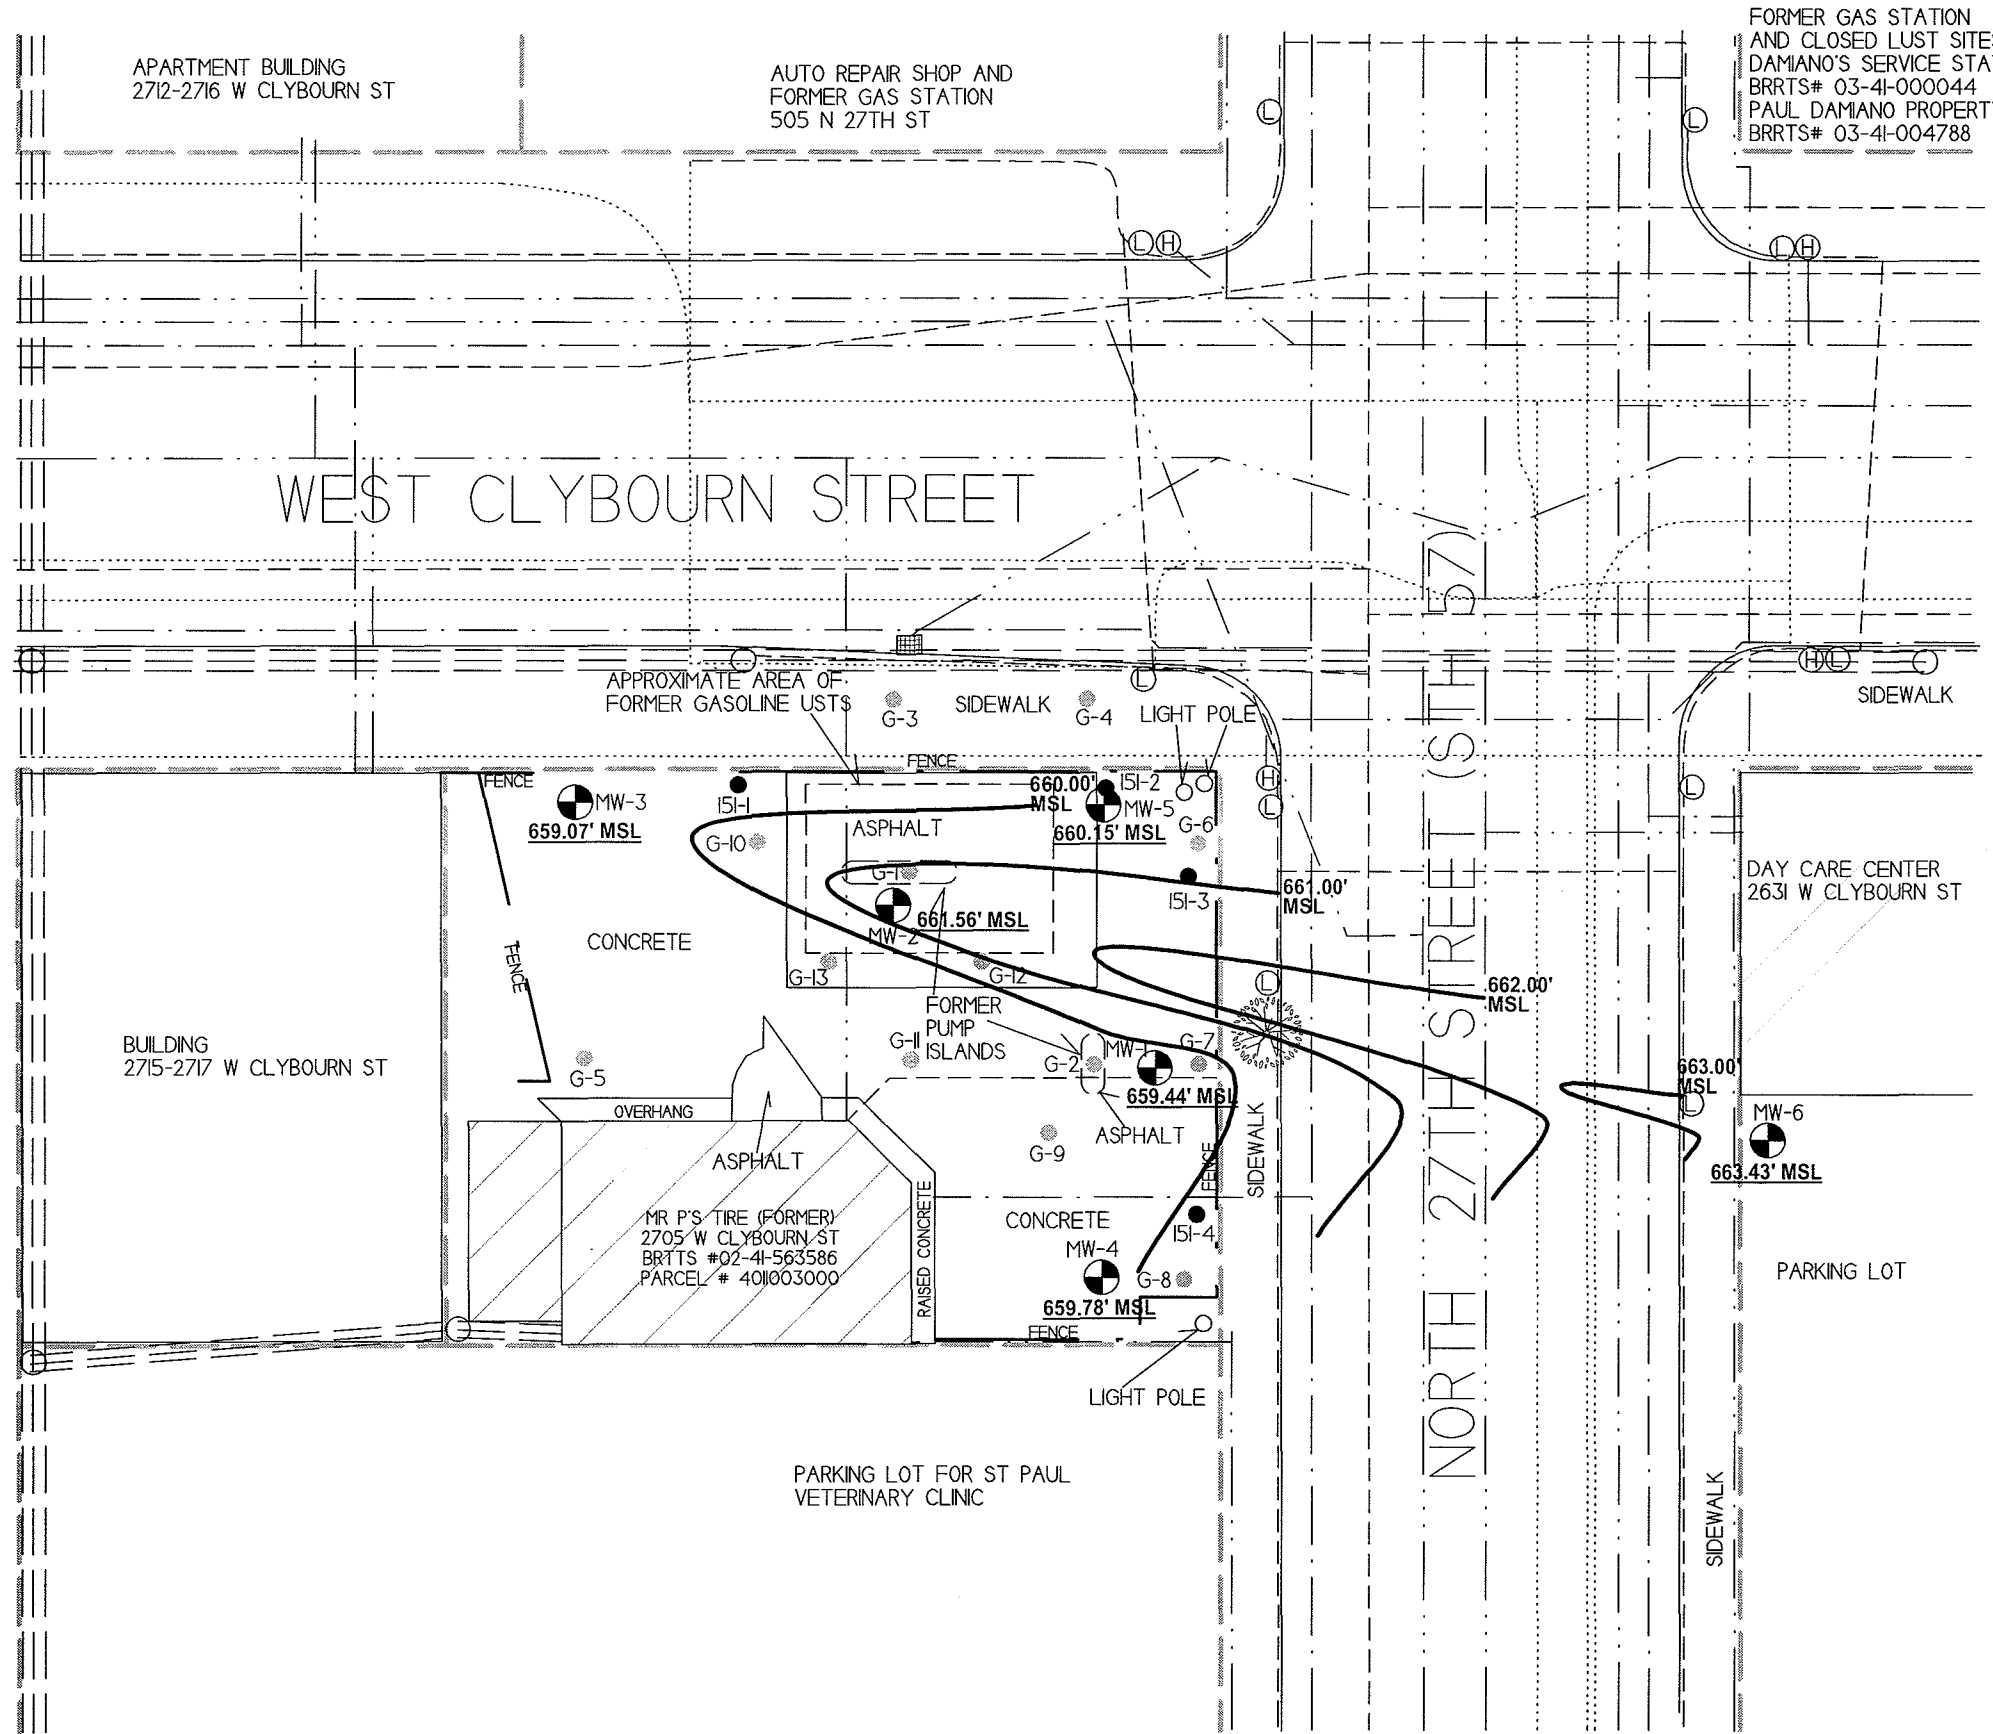 APARTMENT BUILDING
2712-2716 W CLYBOURN ST
AUTO REPAIR SHOP AND
FORMER GAS STATION
505 N 27TH ST
FORMER GAS STATION
AND CLOSED LUST SITES
DAMIANO'S SERVICE STA
BRRTS# 03-41-000044
PAUL DAMIANO PROPERTY
BRRTS# 03-41-004788
L
L
L H
L H
WEST CLYBOURN STREET
NORTH 27TH STREET (STH 57)
APPROXIMATE AREA OF
FORMER GASOLINE USTS
G-3
SIDEWALK
G-4
L
LIGHT POLE
H L
SIDEWALK
FENCE
FENCE
MW-3
659.07' MSL
151-1
660.00'
MSL
151-2
MW-5
660.15' MSL
H
L
L
G-10
ASPHALT
G-6
G-1
151-3
661.00'
MSL
DAY CARE CENTER
2631 W CLYBOURN ST
661.56' MSL
MW-2
CONCRETE
FENCE
G-13
G-12
L
662.00'
MSL
FORMER
PUMP
ISLANDS
BUILDING
2715-2717 W CLYBOURN ST
G-5
G-11
G-2
MW-1
G-7
659.44' MSL
663.00'
MSL
L
MW-6
663.43' MSL
OVERHANG
ASPHALT
G-9
ASPHALT
FENCE
SIDEWALK
MR P'S TIRE (FORMER)
2705 W CLYBOURN ST
BRTTS #02-41-563586
PARCEL # 4011003000
RAISED CONCRETE
CONCRETE
151-4
MW-4
G-8
659.78' MSL
FENCE
PARKING LOT
LIGHT POLE
PARKING LOT FOR ST PAUL
VETERINARY CLINIC
SIDEWALK